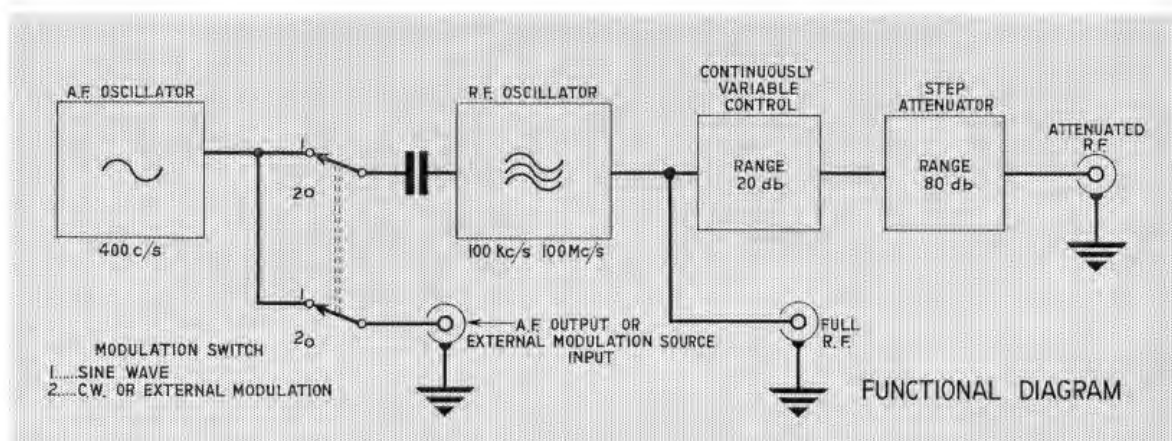 A.F. OSCILLATOR
400 c/s
1
2
1
2
MODULATION SWITCH
1.....SINE WAVE
2.....C.W. OR EXTERNAL MODULATION
R.F. OSCILLATOR
100 Kc/s 100 Mc/s
A.F. OUTPUT OR
EXTERNAL MODULATION SOURCE
INPUT
CONTINUOUSLY
VARIABLE
CONTROL
RANGE
20 db
STEP
ATTENUATOR
RANGE
80 db
ATTENUATED
R.F.
FULL
R.F.
FUNCTIONAL DIAGRAM